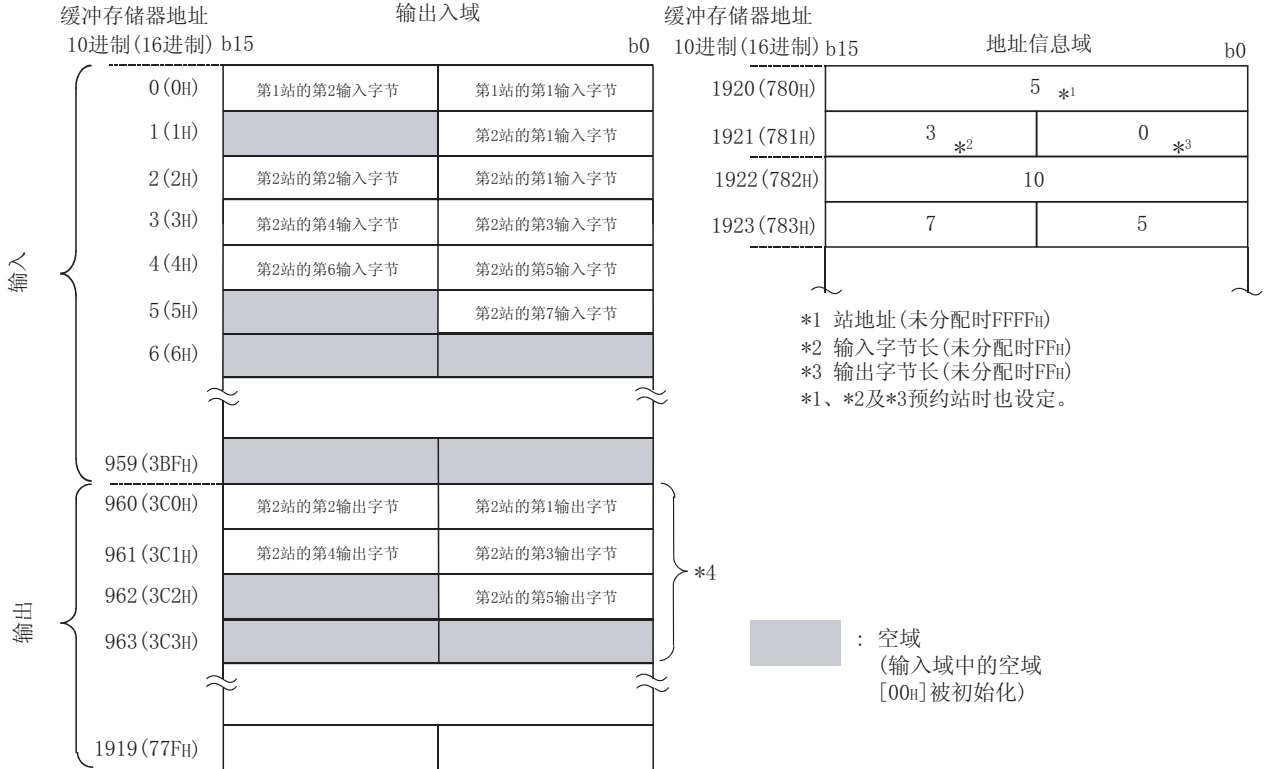 缓冲存储器地址 输出入域
10进制(16进制) b15 b0
输入
0(0H) 第1站的第2输入字节 第1站的第1输入字节
1(1H) 第2站的第1输入字节
2(2H) 第2站的第2输入字节 第2站的第1输入字节
3(3H) 第2站的第4输入字节 第2站的第3输入字节
4(4H) 第2站的第6输入字节 第2站的第5输入字节
5(5H) 第2站的第7输入字节
6(6H)
959(3BFH)
输出
960(3C0H) 第2站的第2输出字节 第2站的第1输出字节
961(3C1H) 第2站的第4输出字节 第2站的第3输出字节
962(3C2H) 第2站的第5输出字节
963(3C3H)
*4
1919(77FH)
缓冲存储器地址
10进制(16进制) b15 地址信息域 b0
1920(780H) 5 *1
1921(781H) 3 *2 0 *3
1922(782H) 10
1923(783H) 7 5
*1 站地址(未分配时FFFFH)
*2 输入字节长(未分配时FFH)
*3 输出字节长(未分配时FFH)
*1、*2及*3预约站时也设定。
: 空域
(输入域中的空域
[00H]被初始化)